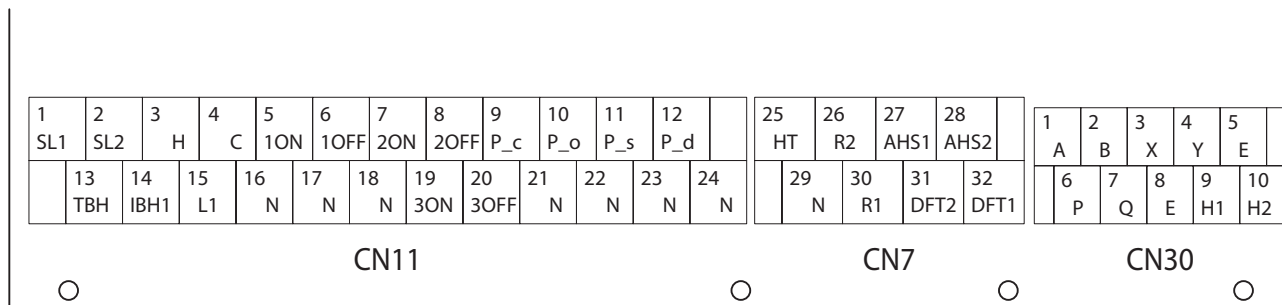 1 2 3 4 5 6 7 8 9 10 11 12
SL1 SL2 H C 1ON 1OFF 2ON 2OFF P_c P_o P_s P_d
13 14 15 16 17 18 19 20 21 22 23 24
TBH IBH1 L1 N N N 3ON 3OFF N N N N
CN11
25 26 27 28
HT R2 AHS1 AHS2
29 30 31 32
N R1 DFT2 DFT1
CN7
1 2 3 4 5
A B X Y E
6 7 8 9 10
P Q E H1 H2
CN30